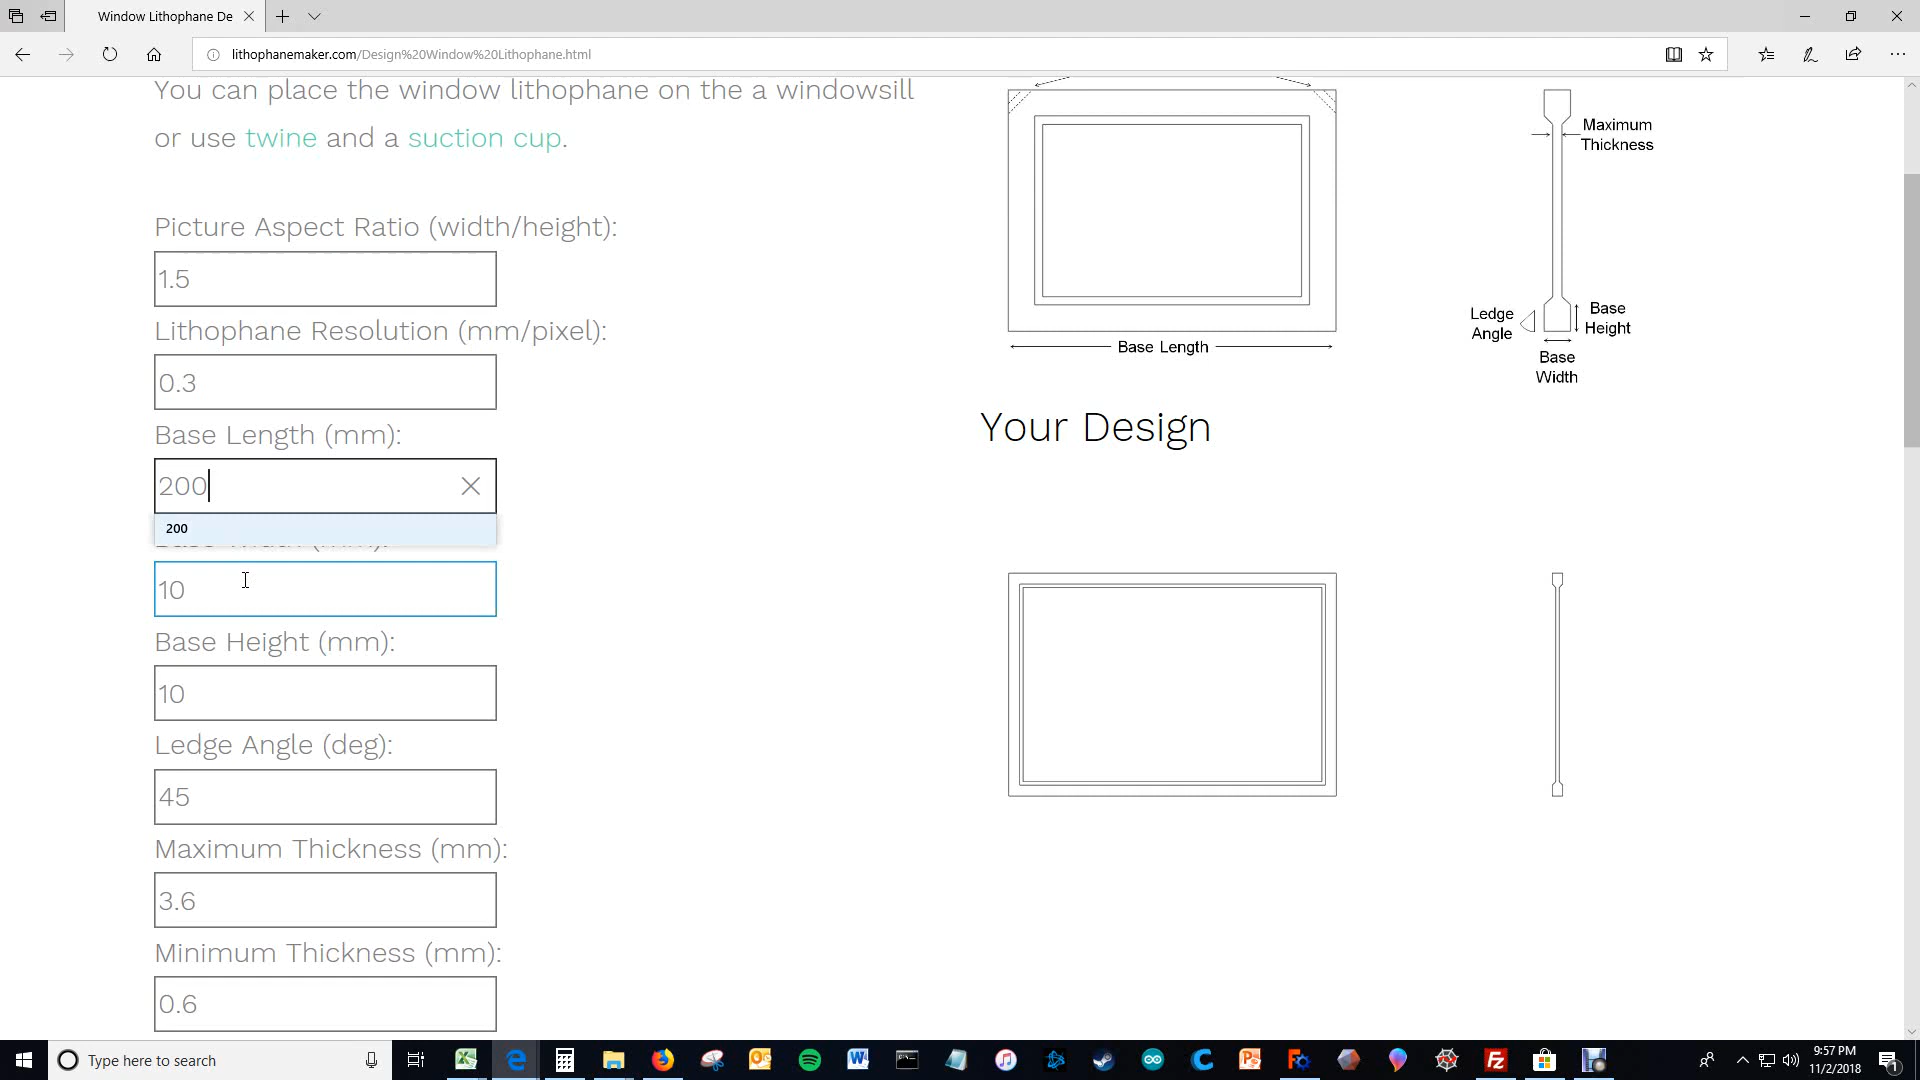 Window Lithophane De
lithophanemaker.com/Design%20Window%20Lithophane.html
You can place the window lithophane on the a windowsill
or use twine and a suction cup.
Picture Aspect Ratio (width/height):
1.5
Lithophane Resolution (mm/pixel):
0.3
Base Length (mm):
200
200
10
Base Height (mm):
10
Ledge Angle (deg):
45
Maximum Thickness (mm):
3.6
Minimum Thickness (mm):
0.6
Base Length
Maximum
Thickness
Ledge
Angle
Base
Height
Base
Width
Your Design
Type here to search
9:57 PM
11/2/2018
1